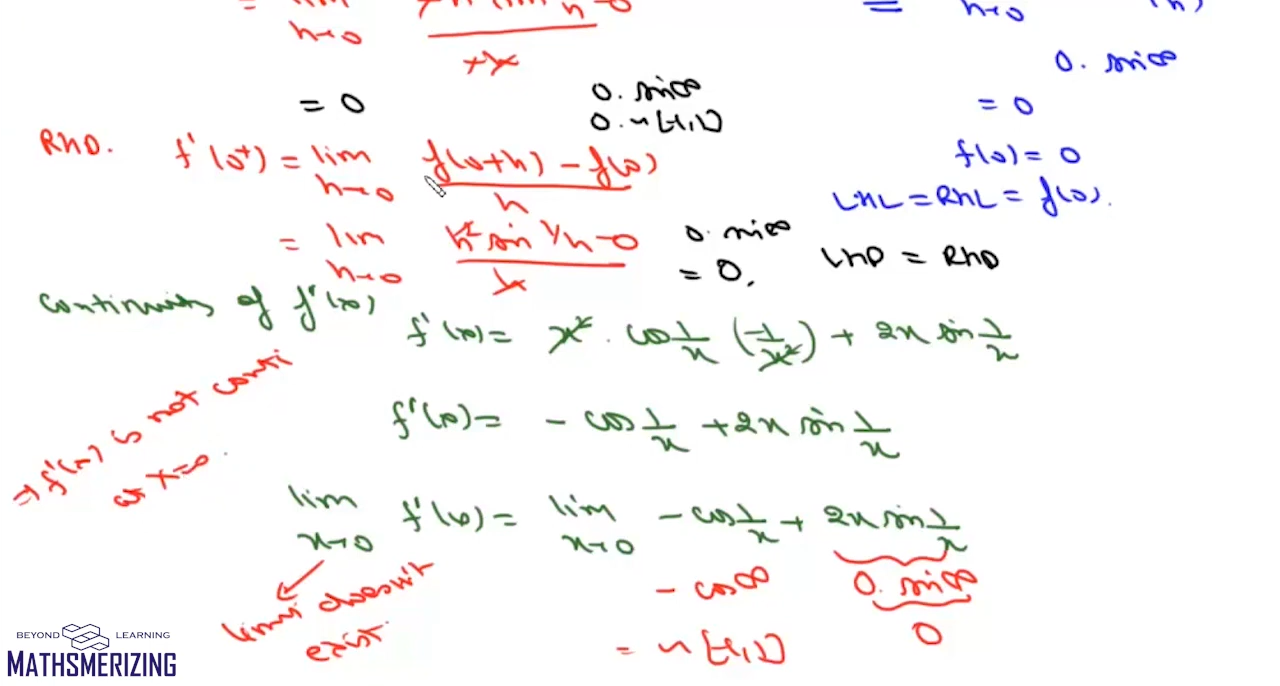 = lim
h→0
= lim
h→0
0. sin∞
= 0
= 0
0. sin∞
0. n[-1,1]
f(0) = 0
LHL = RHL = f(0).
RHD. f'(0⁺) = lim f(0+h) - f(0)
h→0 h
= lim h² sin 1/h - 0
h→0 h
0. sin∞
= 0.
LHD = RHD
Continuity of f'(x)
f'(x) = x² . cos 1/x (-1/x²) + 2x sin 1/x
f'(x) = - cos 1/x + 2x sin 1/x
⇒ f'(x) is not conti
at x=0.
lim f'(x) = lim - cos 1/x + 2x sin 1/x
x→0 x→0
limit doesn't
exist.
- cos∞
0. sin∞
= n[-1,1]
0
BEYOND LEARNING
MATHSMERIZING